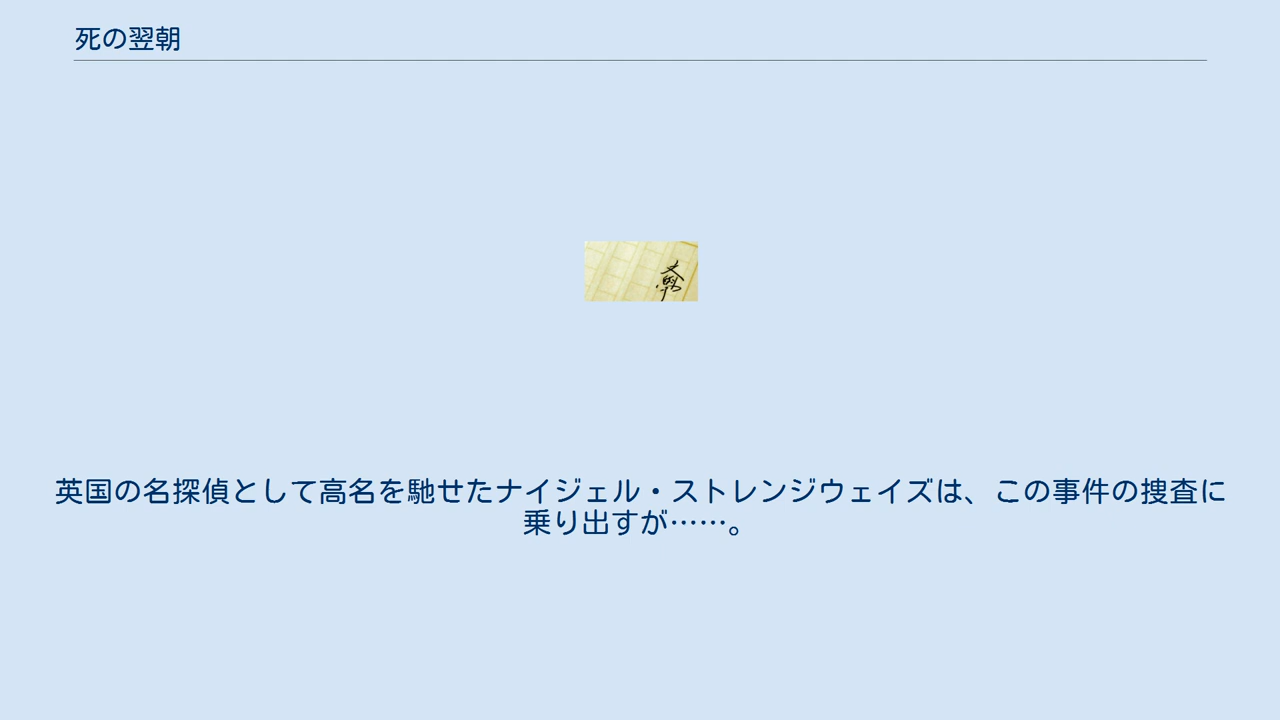 死の翌朝
英国の名探偵として高名を馳せたナイジェル・ストレンジウェイズは、この事件の捜査に
乗り出すが……。